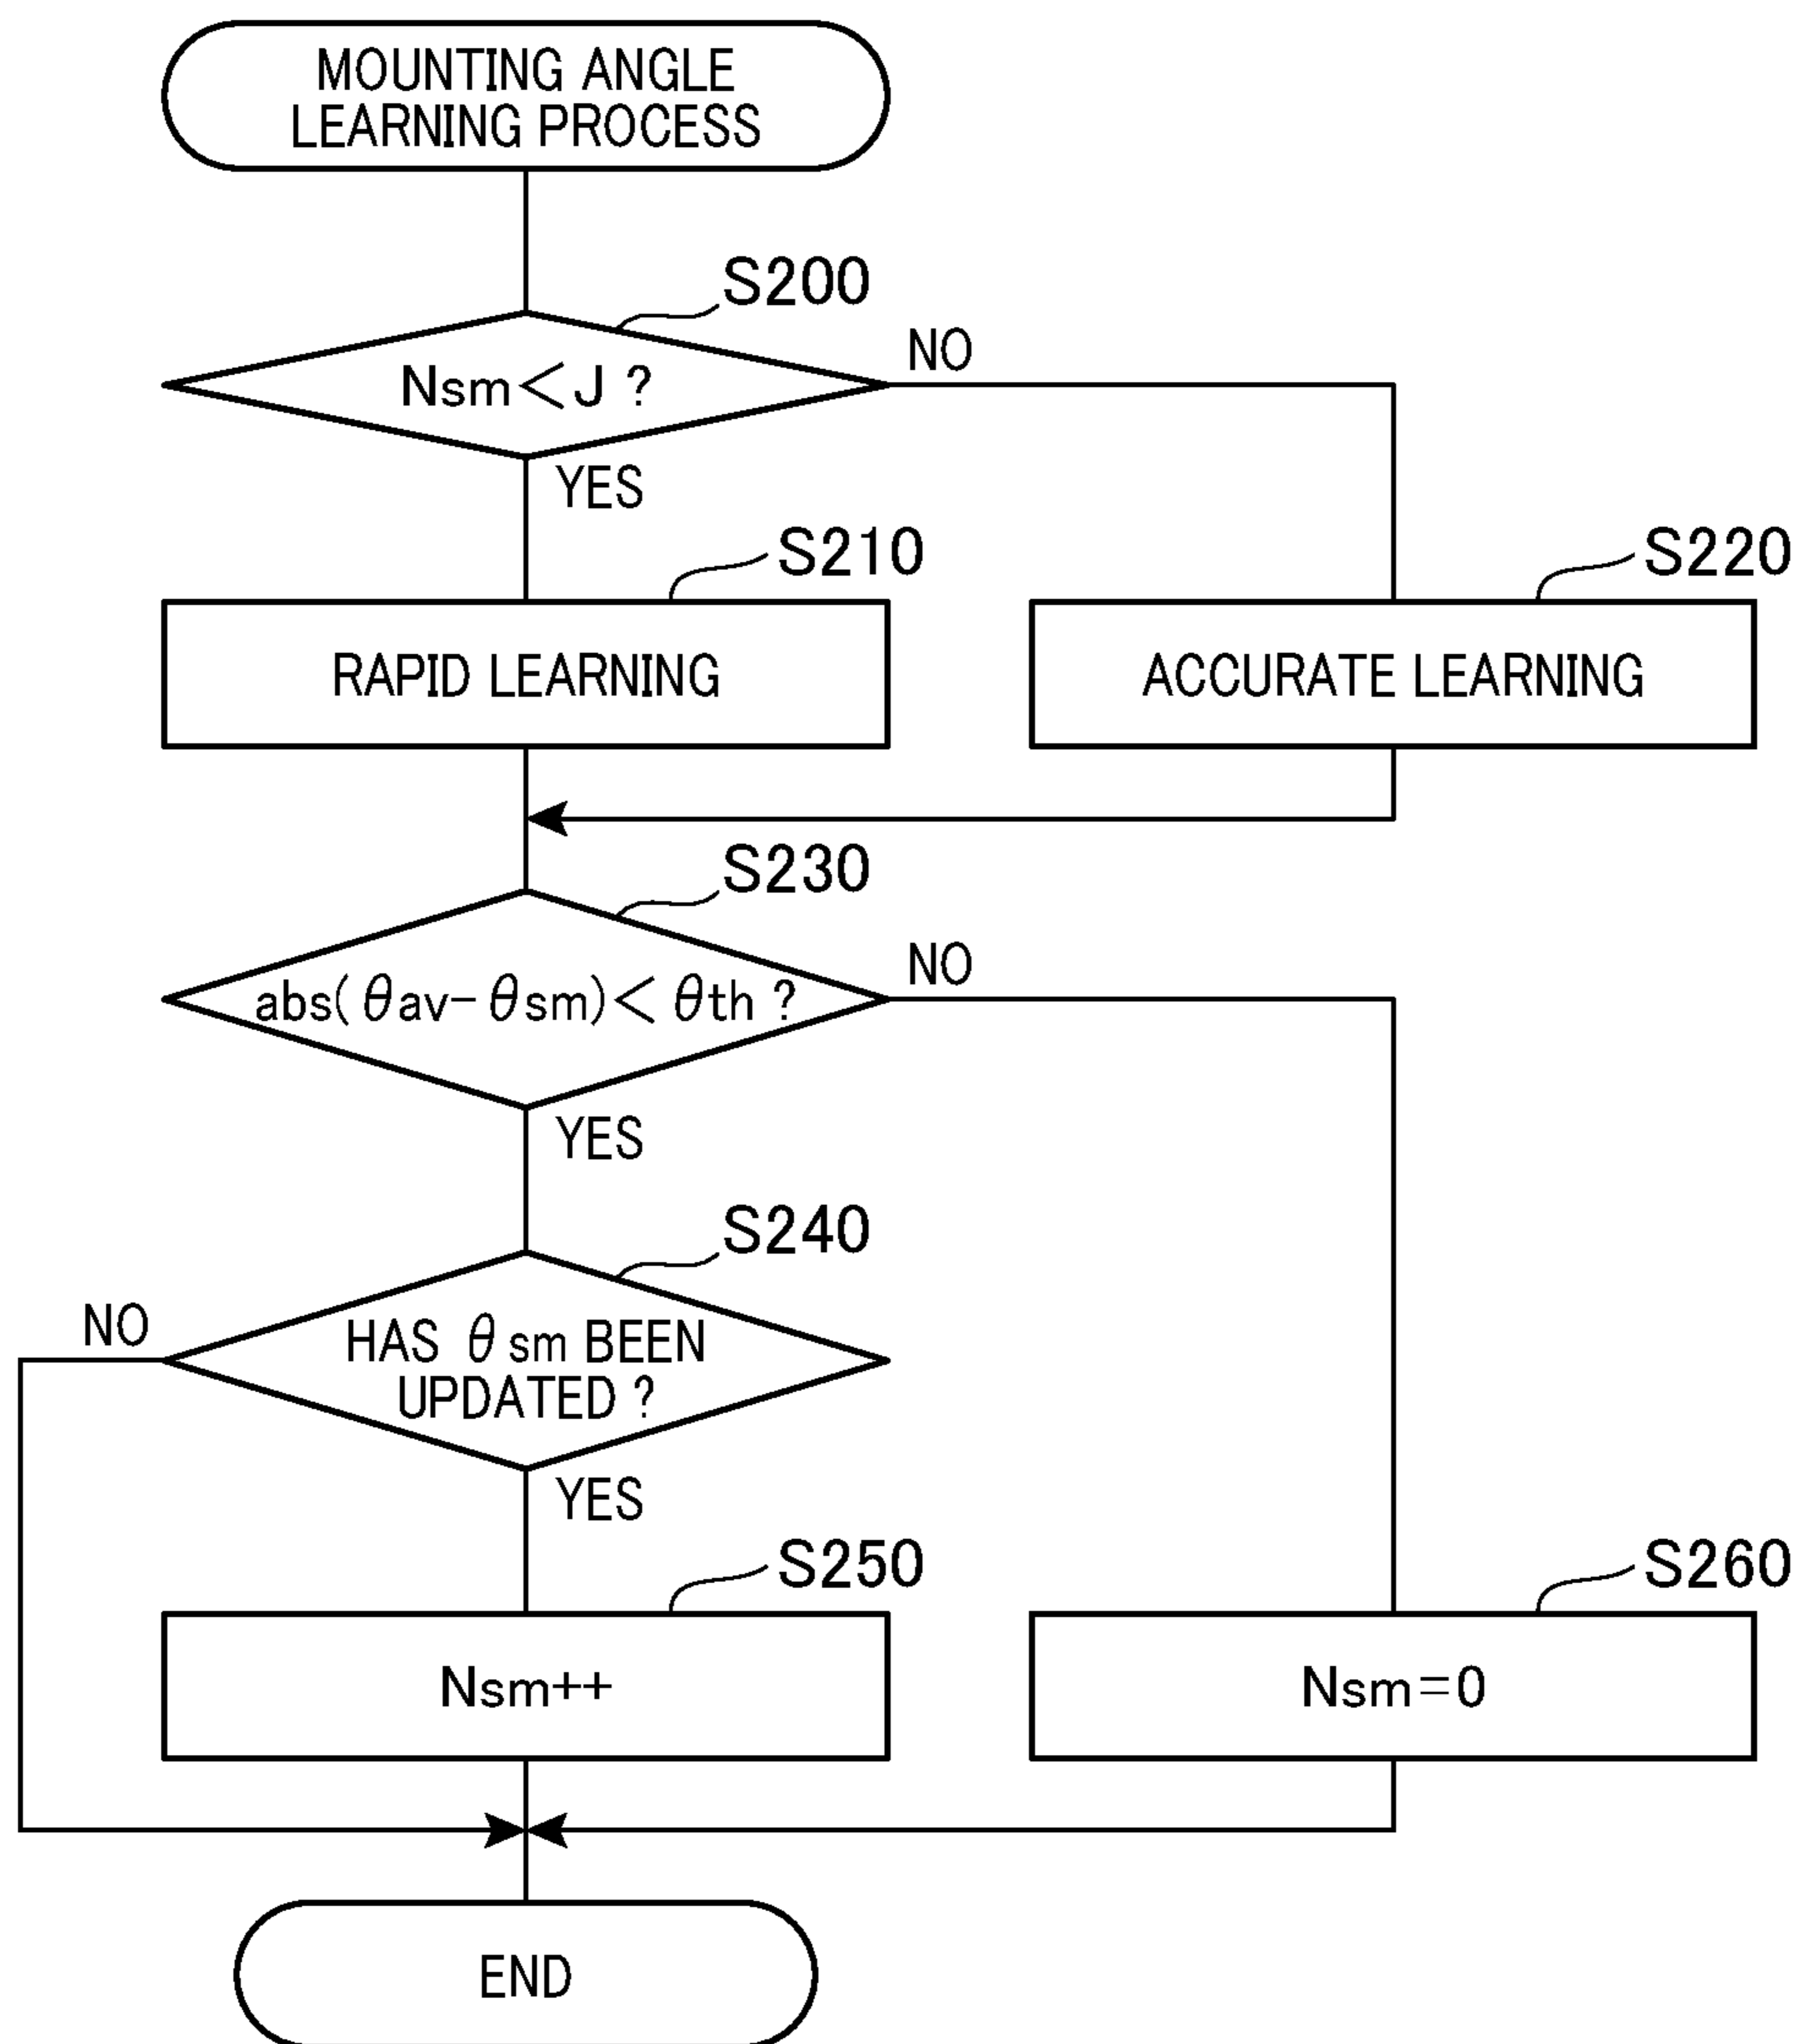 MOUNTING ANGLE
LEARNING PROCESS
S200
Nsm<J ?
NO
YES
S210
S220
RAPID LEARNING
ACCURATE LEARNING
S230
abs(θav-θsm)<θth ?
NO
YES
S240
NO
HAS θsm BEEN
UPDATED ?
YES
S250
S260
Nsm++
Nsm=0
END